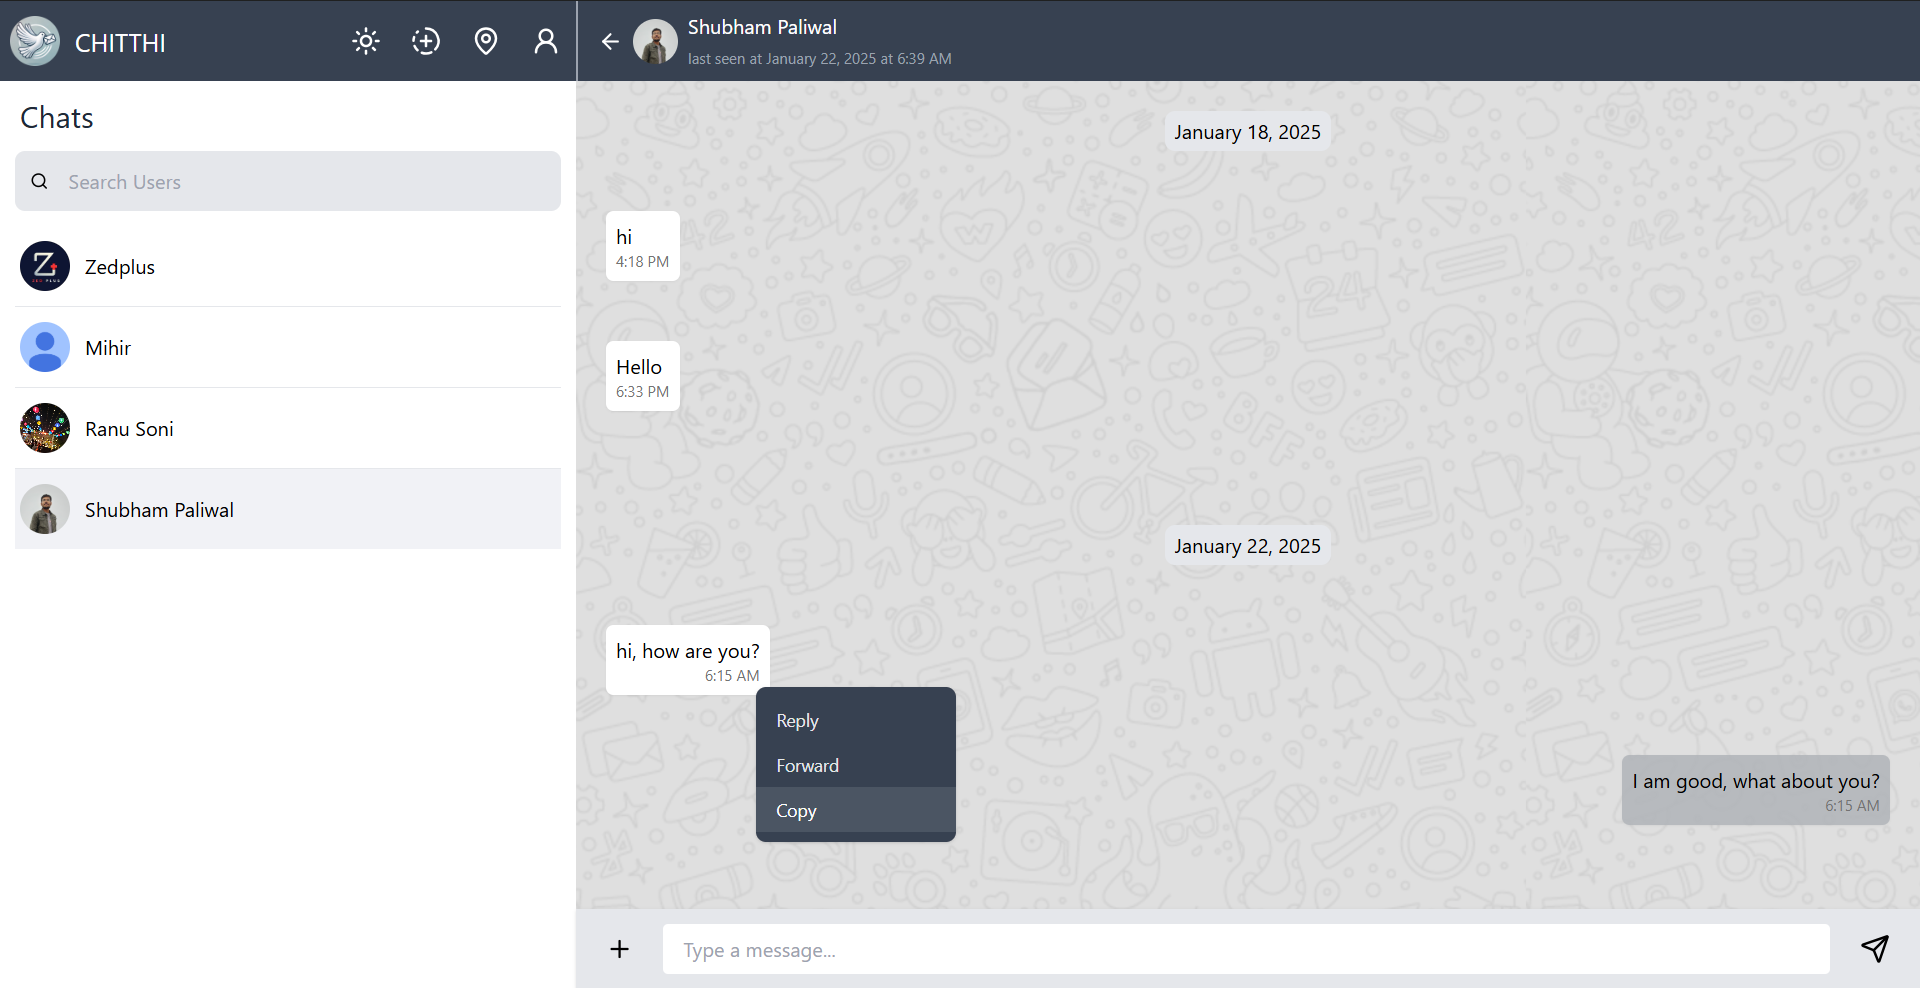 CHITTHI
Chats
Search Users
Zedplus
Mihir
Ranu Soni
Shubham Paliwal
Shubham Paliwal
last seen at January 22, 2025 at 6:39 AM
January 18, 2025
hi
4:18 PM
Hello
6:33 PM
January 22, 2025
hi, how are you?
6:15 AM
Reply
Forward
Copy
I am good, what about you?
6:15 AM
Type a message...